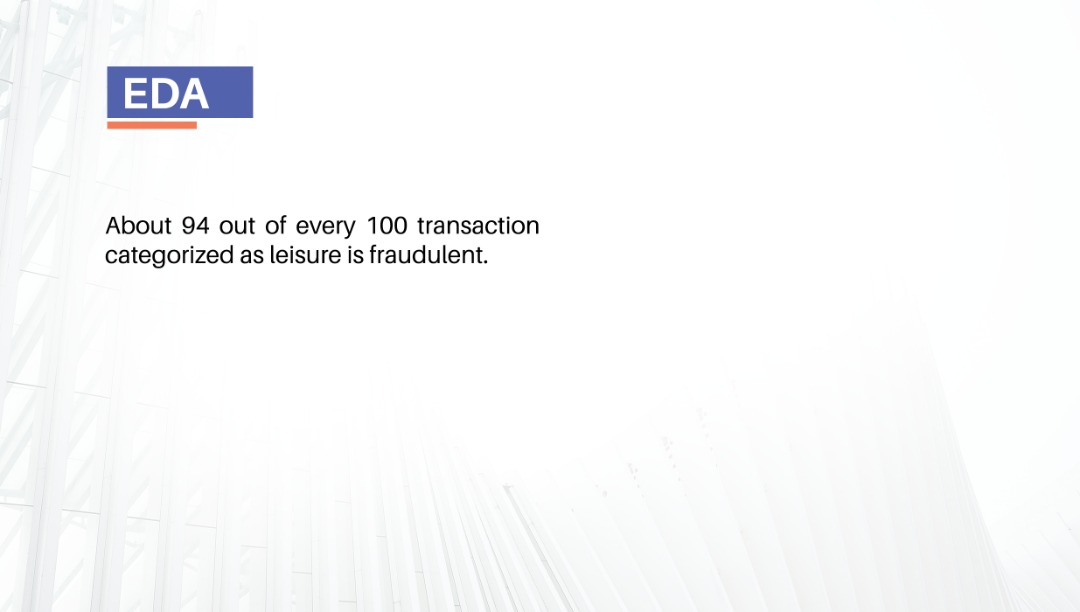 EDA
About 94 out of every 100 transaction
categorized as leisure is fraudulent.